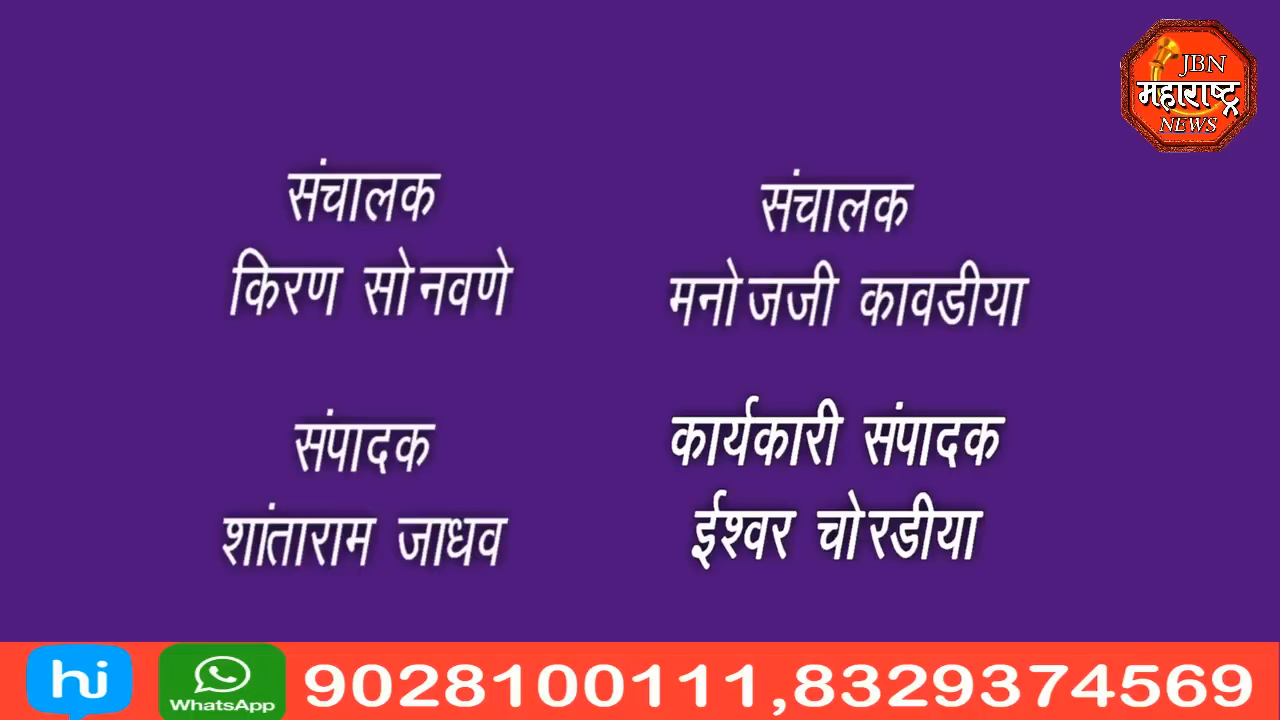 JBN
महाराष्ट्र
NEWS
संचालक
किरण सोनवणे
संचालक
मनोजजी कावडीया
संपादक
शांताराम जाधव
कार्यकारी संपादक
ईश्वर चोरडीया
hi
WhatsApp
9028100111,8329374569